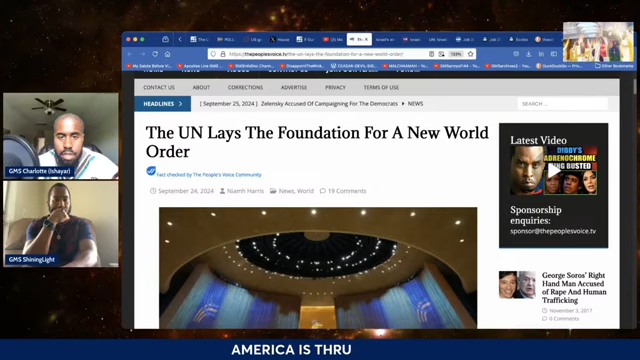 https://thepeoplesvoice.tv/the-un-lays-the-foundation-for-a-new-world-order/
CONTACT US ABOUT CORRECTIONS ADVERTISE PRIVACY TERMS OF USE
HEADLINES [ September 25, 2024 ] Zelensky Accused Of Campaigning For The Democrats NEWS
SEARCH ...
The UN Lays The Foundation For A New World
Order
Fact checked by The People's Voice Community
September 24, 2024 Niamh Harris News, World 19 Comments
Latest Video
DIDDY'S
ADRENOCHROME
RING BUSTED
Sponsorship
enquiries:
sponsor@thepeoplesvoice.tv
George Soros' Right
Hand Man Accused
of Rape And Human
Trafficking
November 3, 2017
0 Comments
GMS Charlotte (Ishayar)
GMS ShiningLight
AMERICA IS THRU